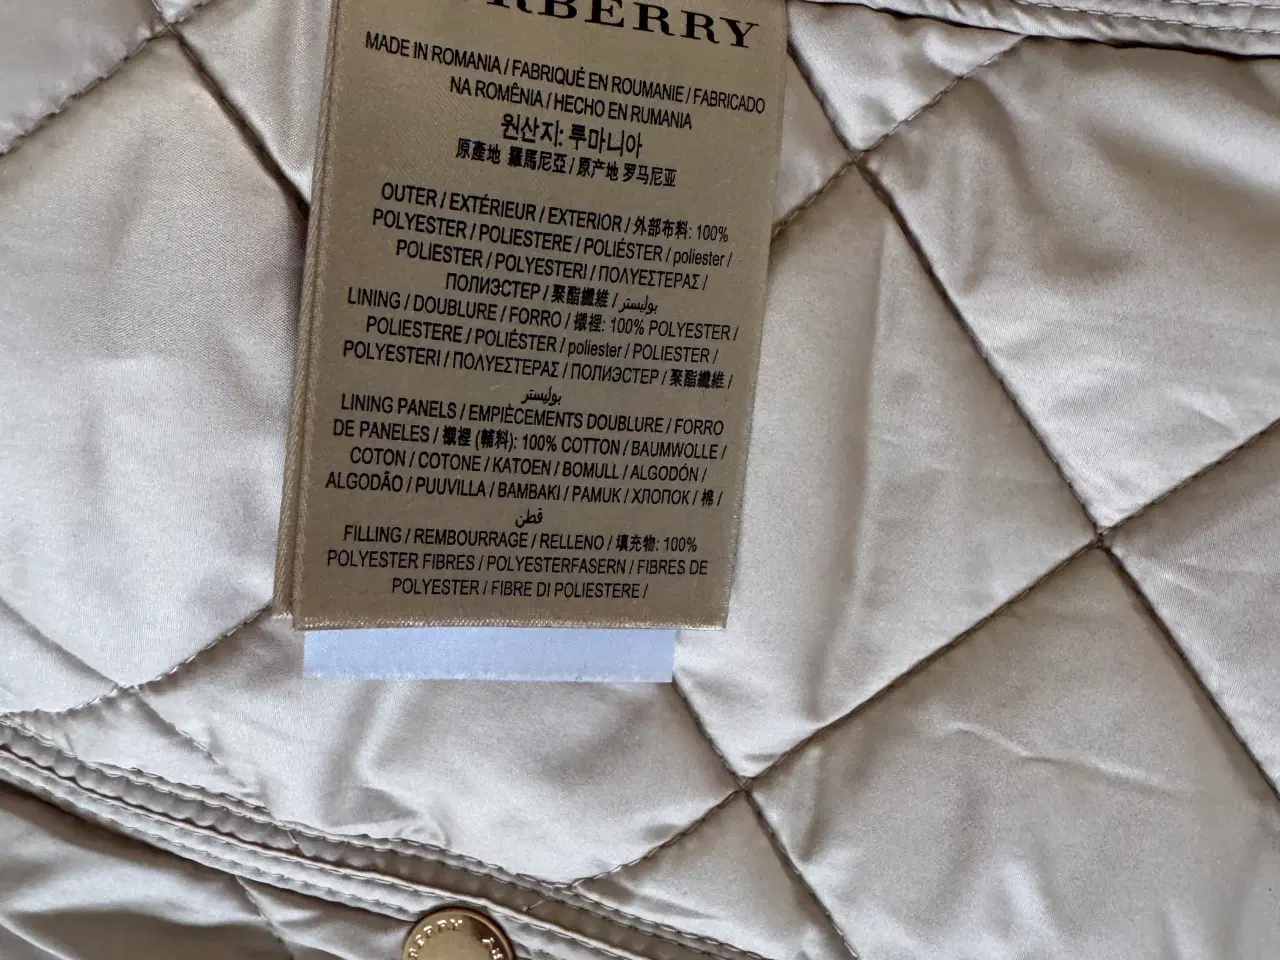 BURBERRY
MADE IN ROMANIA / FABRIQUÉ EN ROUMANIE / FABRICADO
NA ROMÊNIA / HECHO EN RUMANIA
원산지: 루마니아
原產地 羅馬尼亞 / 原产地 罗马尼亚
OUTER / EXTÉRIEUR / EXTERIOR / 外部布料: 100%
POLYESTER / POLIESTERE / POLIÉSTER / poliester /
POLIESTER / POLYESTERI / ΠΟΛΥΕΣΤΕΡΑΣ /
ПОЛИЭСТЕР / 聚酯纖維 / بوليستر
LINING / DOUBLURE / FORRO / 襯裡: 100% POLYESTER /
POLIESTERE / POLIÉSTER / poliester / POLIESTER /
POLYESTERI / ΠΟΛΥΕΣΤΕΡΑΣ / ПОЛИЭСТЕР / 聚酯纖維 /
بوليستر
LINING PANELS / EMPIÈCEMENTS DOUBLURE / FORRO
DE PANELES / 襯裡 (輔料): 100% COTTON / BAUMWOLLE /
COTON / COTONE / KATOEN / BOMULL / ALGODÓN /
ALGODÃO / PUUVILLA / BAMBAKI / PAMUK / ХЛОПОК / 棉 /
قطن
FILLING / REMBOURRAGE / RELLENO / 填充物: 100%
POLYESTER FIBRES / POLYESTERFASERN / FIBRES DE
POLYESTER / FIBRE DI POLIESTERE /